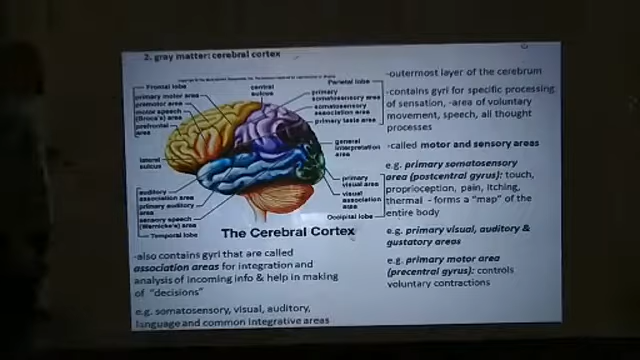 2. gray matter: cerebral cortex
Frontal lobe
primary motor area
premotor area
motor speech
(Broca's) area
prefrontal
area
lateral
sulcus
auditory
association area
primary auditory
area
sensory speech
(Wernicke's) area
Temporal lobe
central
sulcus
Parietal lobe
primary
somatosensory area
somatosensory
association area
primary taste area
general
interpretation
area
primary
visual area
visual
association
area
Occipital lobe
The Cerebral Cortex
-also contains gyri that are called
association areas for integration and
analysis of incoming info & help in making
of "decisions"
e.g. somatosensory, visual, auditory,
language and common integrative areas
-outermost layer of the cerebrum
-contains gyri for specific processing
of sensation, -area of voluntary
movement, speech, all thought
processes
-called motor and sensory areas
e.g. primary somatosensory
area (postcentral gyrus): touch,
proprioception, pain, itching,
thermal - forms a "map" of the
entire body
e.g. primary visual, auditory &
gustatory areas
e.g. primary motor area
(precentral gyrus): controls
voluntary contractions